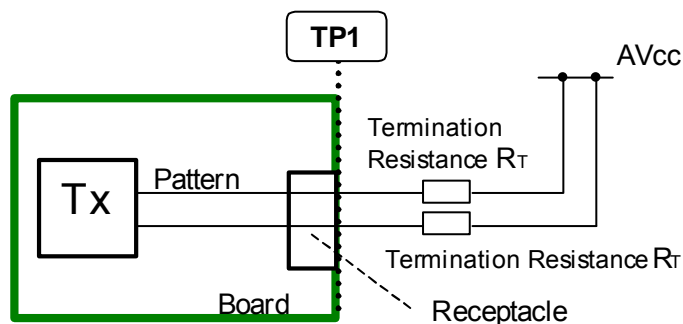 TP1
AVcc
Termination
Resistance RT
Pattern
Tx
Termination Resistance RT
Board
Receptacle